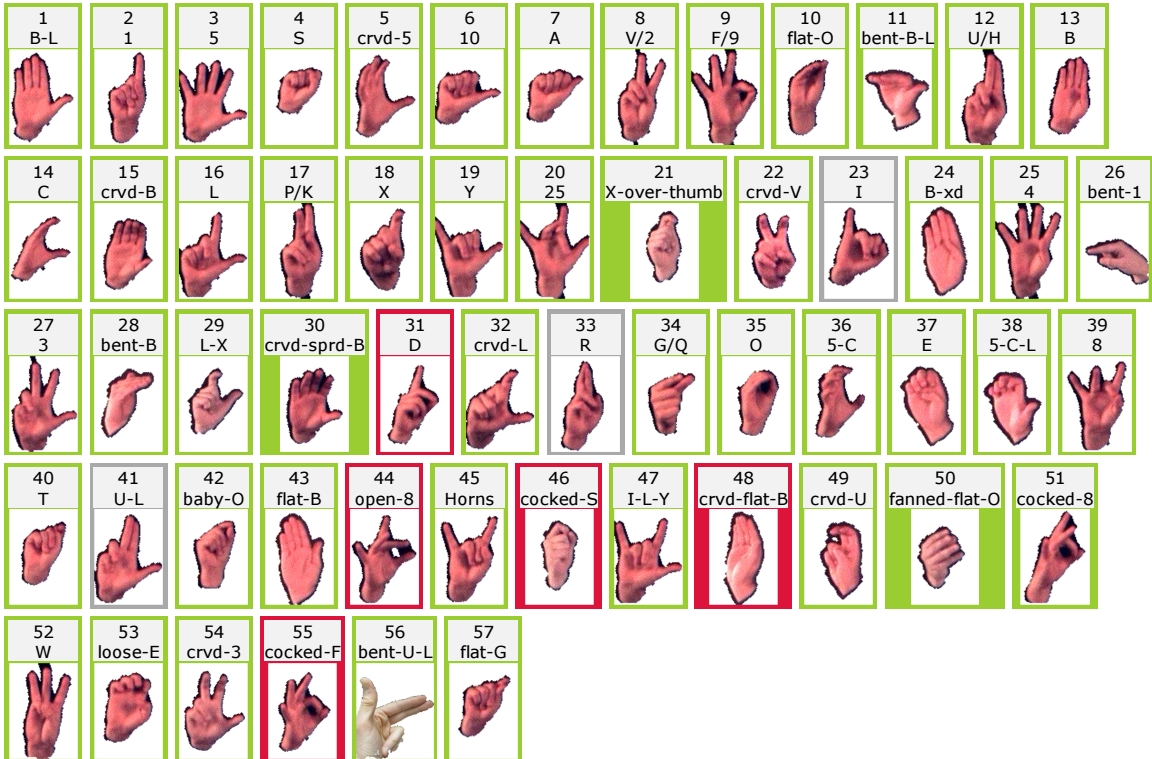 1 2 3 4 5 6 7 8 9 10 11 12 13
B-L 1 5 S crvd-5 10 A V/2 F/9 flat-O bent-B-L U/H B
14 15 16 17 18 19 20 21 22 23 24 25 26
C crvd-B L P/K X Y 25 X-over-thumb crvd-V I B-xd 4 bent-1
27 28 29 30 31 32 33 34 35 36 37 38 39
3 bent-B L-X crvd-sprd-B D crvd-L R G/Q O 5-C E 5-C-L 8
40 41 42 43 44 45 46 47 48 49 50 51
T U-L baby-O flat-B open-8 Horns cocked-S I-L-Y crvd-flat-B crvd-U fanned-flat-O cocked-8
52 53 54 55 56 57
W loose-E crvd-3 cocked-F bent-U-L flat-G